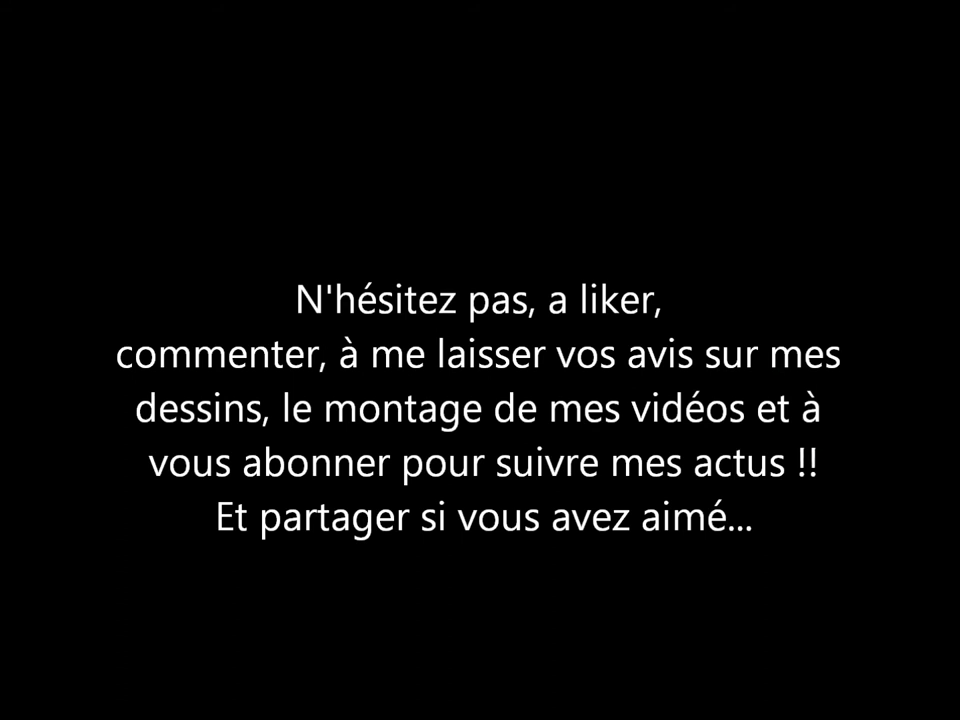 N'hésitez pas, a liker,
commenter, à me laisser vos avis sur mes
dessins, le montage de mes vidéos et à
vous abonner pour suivre mes actus !!
Et partager si vous avez aimé...